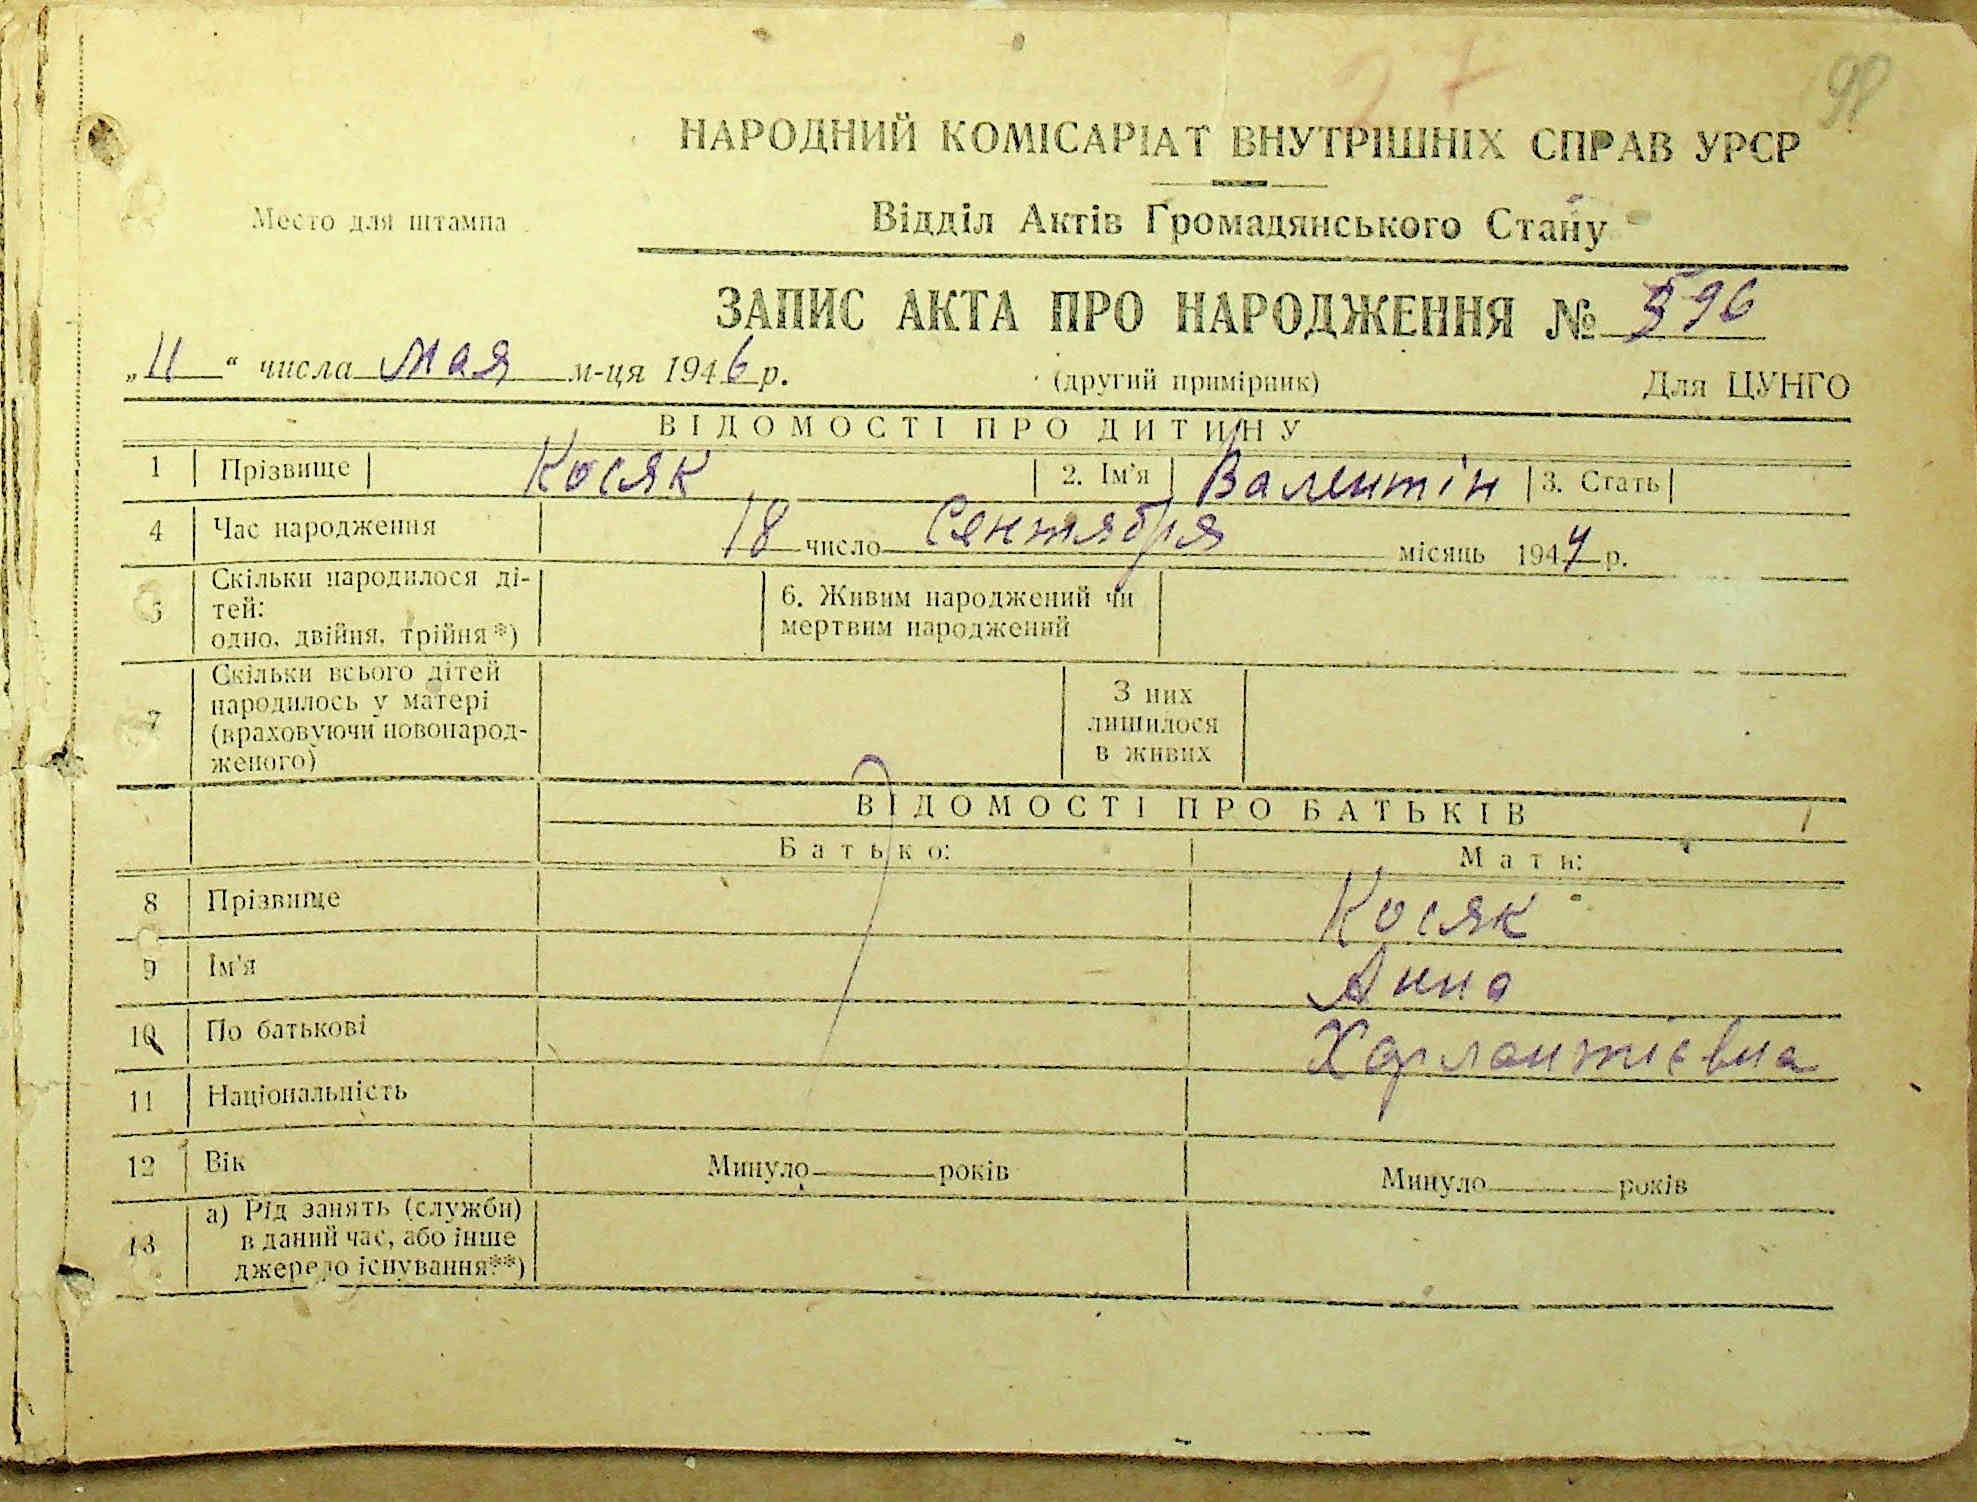 98
НАРОДНИЙ КОМІСАРІАТ ВНУТРІШНІХ СПРАВ УРСР
Место для штампа
Відділ Актів Громадянського Стану
ЗАПИС АКТА ПРО НАРОДЖЕННЯ № 596
„11“ числа мая м-ця 1946 р. (другий примірник) Для ЦУНГО
ВІДОМОСТІ ПРО ДИТИНУ
1 Прізвище Косяк 2. Ім'я Валентін 3. Стать
4 Час народження 18 число Сентября місяць 1944 р.
5 Скільки народилося ді-
тей:
одно, двійня, трійня*)
6. Живим народжений чи
мертвим народжений
7 Скільки всього дітей
народилось у матері
(враховуючи новонарод-
женого)
З них
лишилося
в живих
ВІДОМОСТІ ПРО БАТЬКІВ
Батько: Мати:
8 Прізвище Косяк
9 Ім'я Анна
10 По батькові Харлантієвна
11 Національність
12 Вік Минуло років Минуло років
13 а) Рід занять (служби)
в даний час, або інше
джерело існування**)